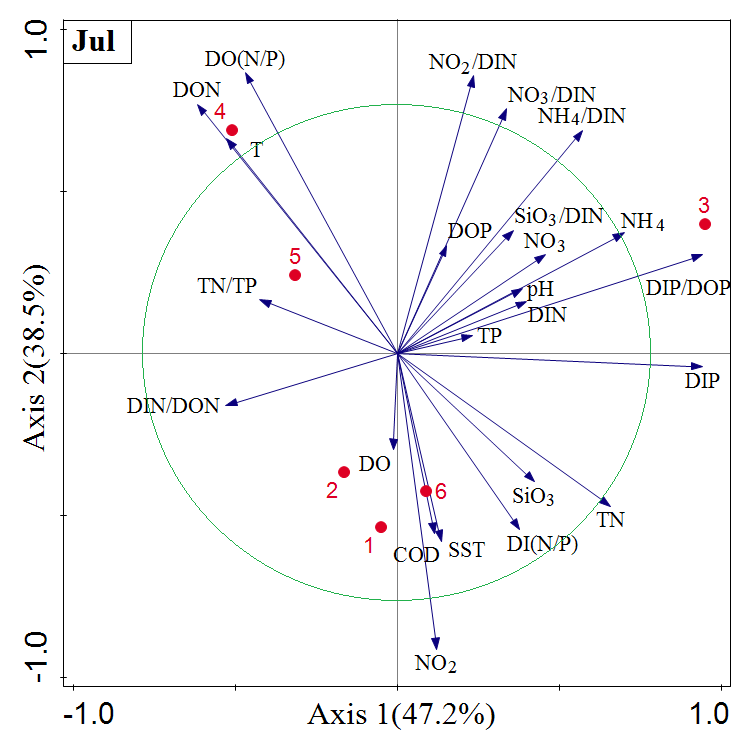 1.0
Jul
DO(N/P)
NO2/DIN
DON
NO3/DIN
4
NH4/DIN
T
3
SiO3/DIN
NH4
DOP
NO3
5
TN/TP
pH
DIP/DOP
DIN
TP
Axis 2(38.5%)
DIP
DIN/DON
DO
2
6
SiO3
TN
1
COD
SST
DI(N/P)
NO2
-1.0
-1.0
Axis 1(47.2%)
1.0